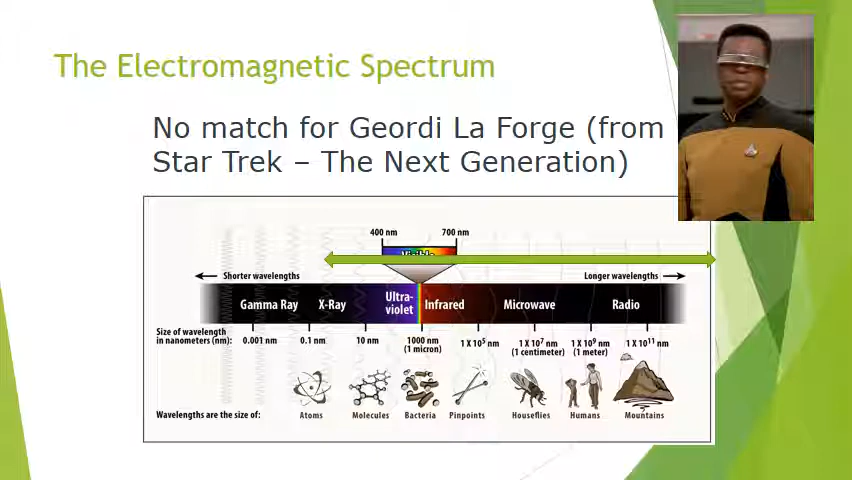 The Electromagnetic Spectrum
No match for Geordi La Forge (from
Star Trek – The Next Generation)
400 nm 700 nm
Shorter wavelengths Longer wavelengths
Gamma Ray X-Ray Ultra-
violet Infrared Microwave Radio
Size of wavelength
in nanometers (nm): 0.001 nm 0.1 nm 10 nm 1000 nm
(1 micron) 1 X 10⁵ nm 1 X 10⁷ nm
(1 centimeter) 1 X 10⁹ nm
(1 meter) 1 X 10¹¹ nm
Wavelengths are the size of: Atoms Molecules Bacteria Pinpoints Houseflies Humans Mountains